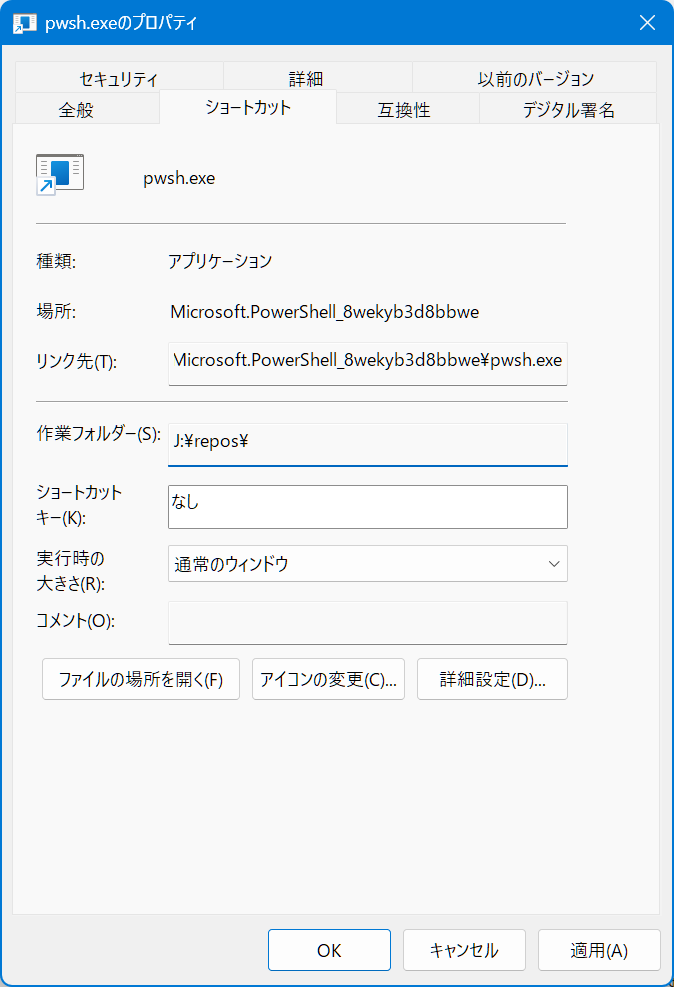 pwsh.exeのプロパティ
セキュリティ
詳細
以前のバージョン
全般
ショートカット
互換性
デジタル署名
pwsh.exe
種類:
アプリケーション
場所:
Microsoft.PowerShell_8wekyb3d8bbwe
リンク先(T):
Microsoft.PowerShell_8wekyb3d8bbwe¥pwsh.exe
作業フォルダー(S):
J:¥repos¥
ショートカット
キー(K):
なし
実行時の
大きさ(R):
通常のウィンドウ
コメント(O):
ファイルの場所を開く(F)
アイコンの変更(C)...
詳細設定(D)...
OK
キャンセル
適用(A)